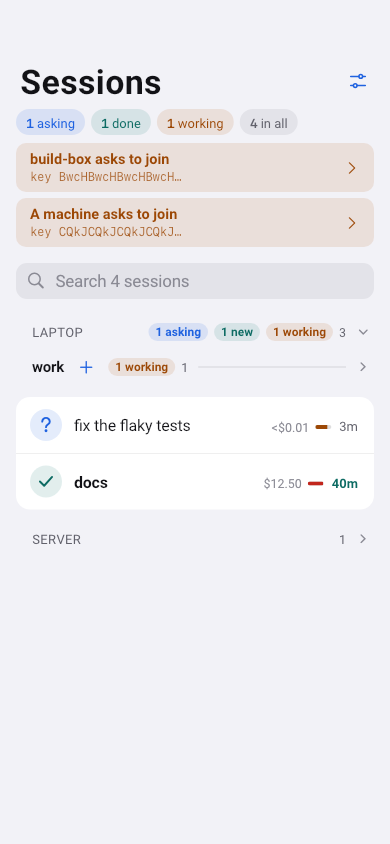 Sessions
1 asking 1 done 1 working 4 in all
build-box asks to join
key BwcHBwcHBwcHBwcH…
A machine asks to join
key CQkJCQkJCQkJCQkJ…
Search 4 sessions
LAPTOP 1 asking 1 new 1 working 3
work + 1 working 1
? fix the flaky tests <$0.01 3m
docs $12.50 40m
SERVER 1